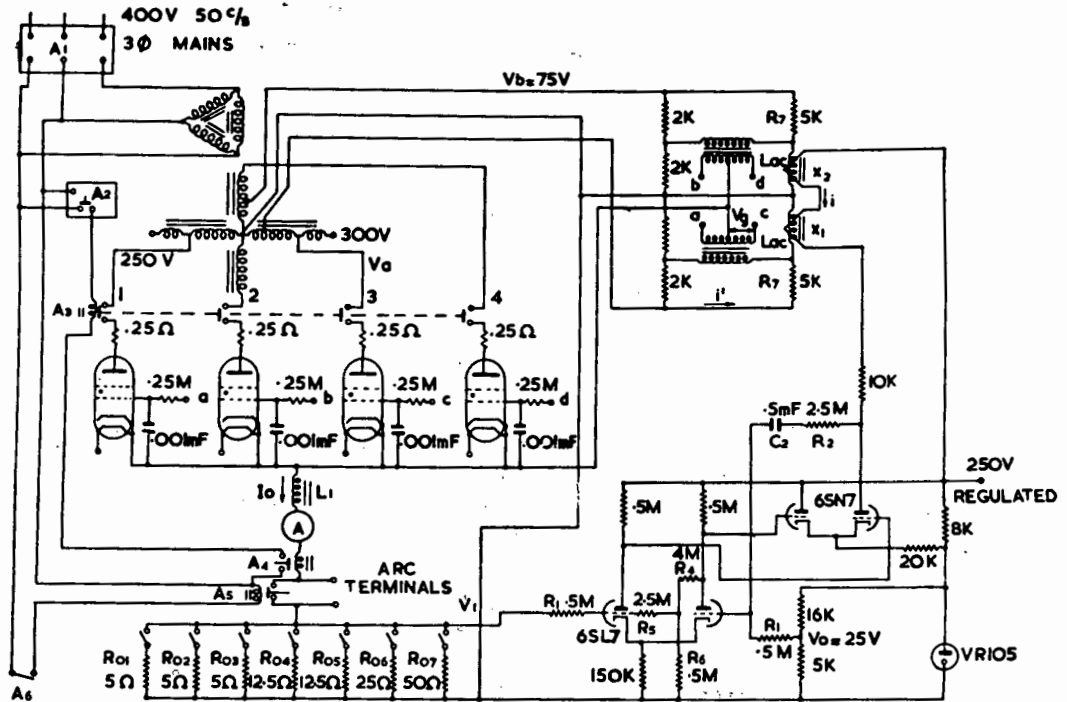 400V 50 c/s
3Ø MAINS
A1
Vb=75V
2K
R7
5K
2K
Lac
X2
b
d
i
a
Vg
c
Lac
X1
2K
R7
5K
i'
A2
300V
250V
Va
A3
1
2
3
4
.25Ω
.25Ω
.25Ω
.25Ω
.25M
a
.25M
b
.25M
c
.25M
d
.001mF
.001mF
.001mF
.001mF
10K
.5mF
2.5M
C2
R2
250V
REGULATED
Io
L1
A
.5M
.5M
6SN7
8K
20K
A4
ARC
TERMINALS
A5
4M
R4
V1
R1 .5M
2.5M
R5
6SL7
R1
.5M
16K
Vo=25V
5K
VR105
150K
R6
.5M
R01
5Ω
R02
5Ω
R03
5Ω
R04
12.5Ω
R05
12.5Ω
R06
25Ω
R07
50Ω
A6